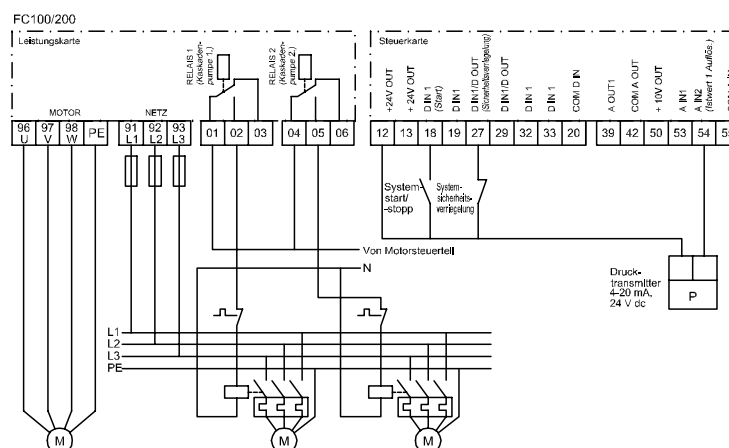 FC100/200
Leistungskarte
RELAIS 1
(Kaskaden-
pumpe 1.)
RELAIS 2
(Kaskaden-
pumpe 2.)
MOTOR
NETZ
96 97 98 PE 91 92 93 01 02 03 04 05 06
U V W L1 L2 L3
Steuerkarte
+24V OUT
+ 24V OUT
D IN 1
(Start)
D IN1
D IN1/D OUT
(Sicherheitsverriegelung)
D IN1/D OUT
D IN 1
D IN 1
COM D IN
A OUT1
COM A OUT
+ 10V OUT
A IN1
A IN2
(Istwert 1 Auflös.)
12 13 18 19 27 29 32 33 20 39 42 50 53 54
System-
start/
-stopp
System-
sicherheits-
verriegelung
Von Motorsteuerteil
N
Druck-
transmitter
4-20 mA,
24 V dc
P
L1
L2
L3
PE
M
M
M